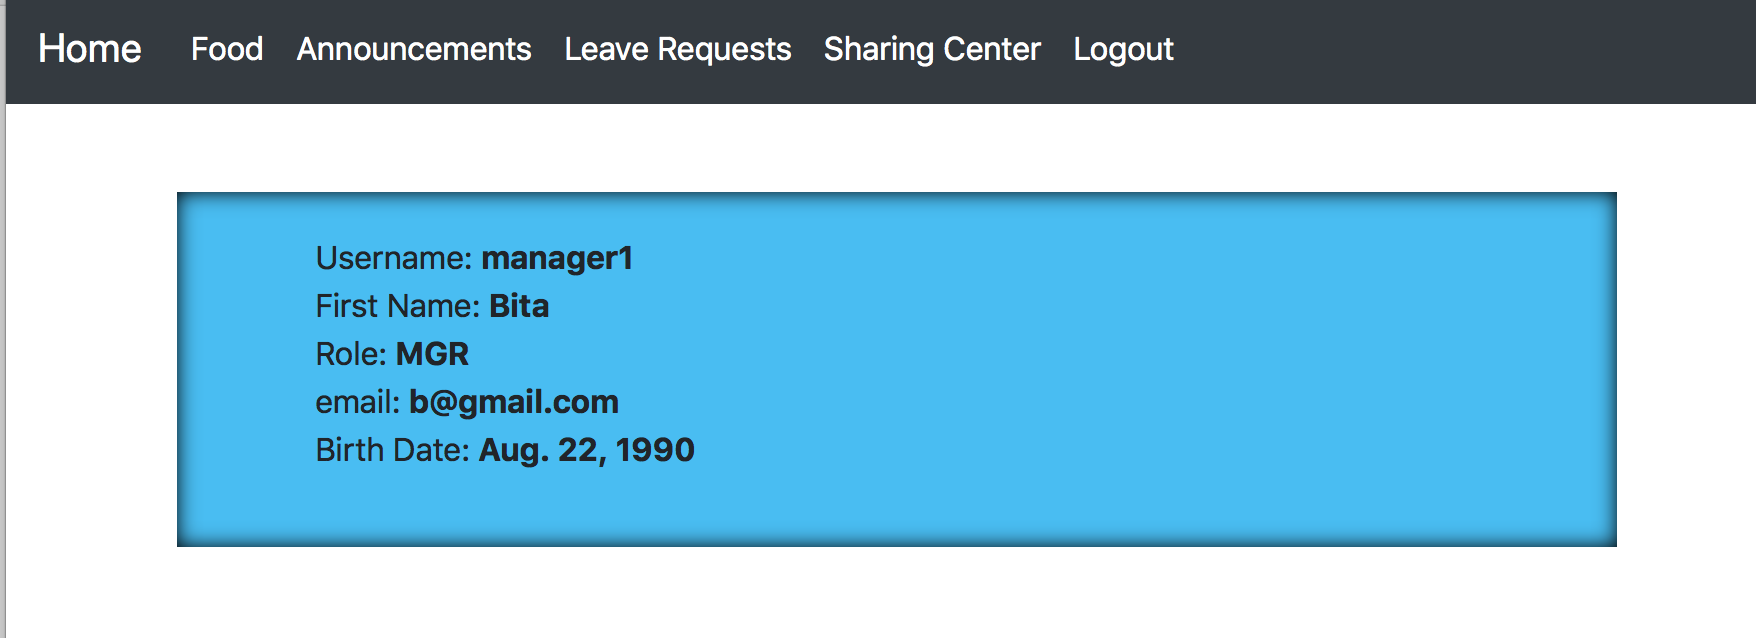 Home Food Announcements Leave Requests Sharing Center Logout
Username: manager1
First Name: Bita
Role: MGR
email: b@gmail.com
Birth Date: Aug. 22, 1990